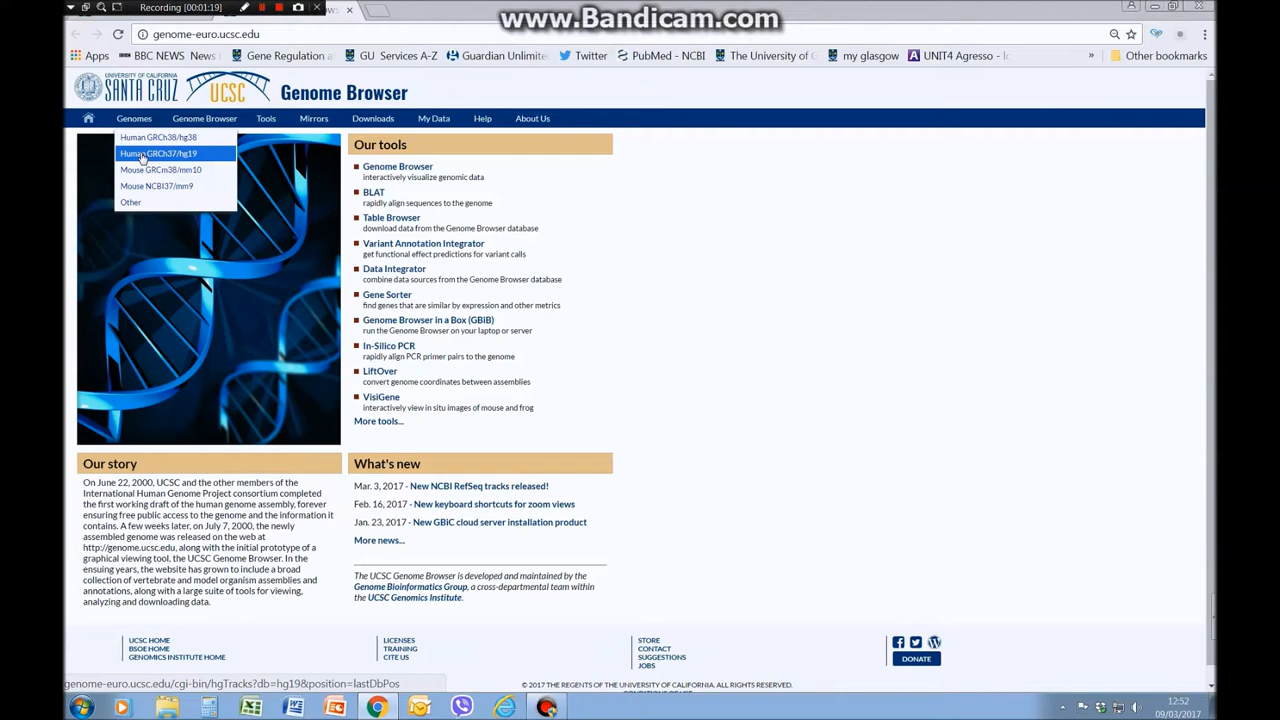 www.Bandicam.com
Recording [00:01:19]
genome-euro.ucsc.edu
Apps BBC NEWS News Gene Regulation GU Services A-Z Guardian Unlimite Twitter PubMed - NCBI The University of my glasgow UNIT4 Agresso - lo » Other bookmarks
UNIVERSITY OF CALIFORNIA
SANTA CRUZ UCSC Genome Browser
Genomes Genome Browser Tools Mirrors Downloads My Data Help About Us
Human GRCh38/hg38
Human GRCh37/hg19
Mouse GRCm38/mm10
Mouse NCBI37/mm9
Other
Our tools
Genome Browser
interactively visualize genomic data
BLAT
rapidly align sequences to the genome
Table Browser
download data from the Genome Browser database
Variant Annotation Integrator
get functional effect predictions for variant calls
Data Integrator
combine data sources from the Genome Browser database
Gene Sorter
find genes that are similar by expression and other metrics
Genome Browser in a Box (GBiB)
run the Genome Browser on your laptop or server
In-Silico PCR
rapidly align PCR primer pairs to the genome
LiftOver
convert genome coordinates between assemblies
VisiGene
interactively view in situ images of mouse and frog
More tools...
Our story
On June 22, 2000, UCSC and the other members of the
International Human Genome Project consortium completed
the first working draft of the human genome assembly, forever
ensuring free public access to the genome and the information it
contains. A few weeks later, on July 7, 2000, the newly
assembled genome was released on the web at
http://genome.ucsc.edu, along with the initial prototype of a
graphical viewing tool, the UCSC Genome Browser. In the
ensuing years, the website has grown to include a broad
collection of vertebrate and model organism assemblies and
annotations, along with a large suite of tools for viewing,
analyzing and downloading data.
What's new
Mar. 3, 2017 - New NCBI RefSeq tracks released!
Feb. 16, 2017 - New keyboard shortcuts for zoom views
Jan. 23, 2017 - New GBiC cloud server installation product
More news...
The UCSC Genome Browser is developed and maintained by the
Genome Bioinformatics Group, a cross-departmental team within
the UCSC Genomics Institute.
UCSC HOME
BSOE HOME
GENOMICS INSTITUTE HOME
LICENSES
TRAINING
CITE US
STORE
CONTACT
SUGGESTIONS
JOBS
DONATE
genome-euro.ucsc.edu/cgi-bin/hgTracks?db=hg19&position=lastDbPos
© 2017 THE REGENTS OF THE UNIVERSITY OF CALIFORNIA. ALL RIGHTS RESERVED.
12:52
09/03/2017